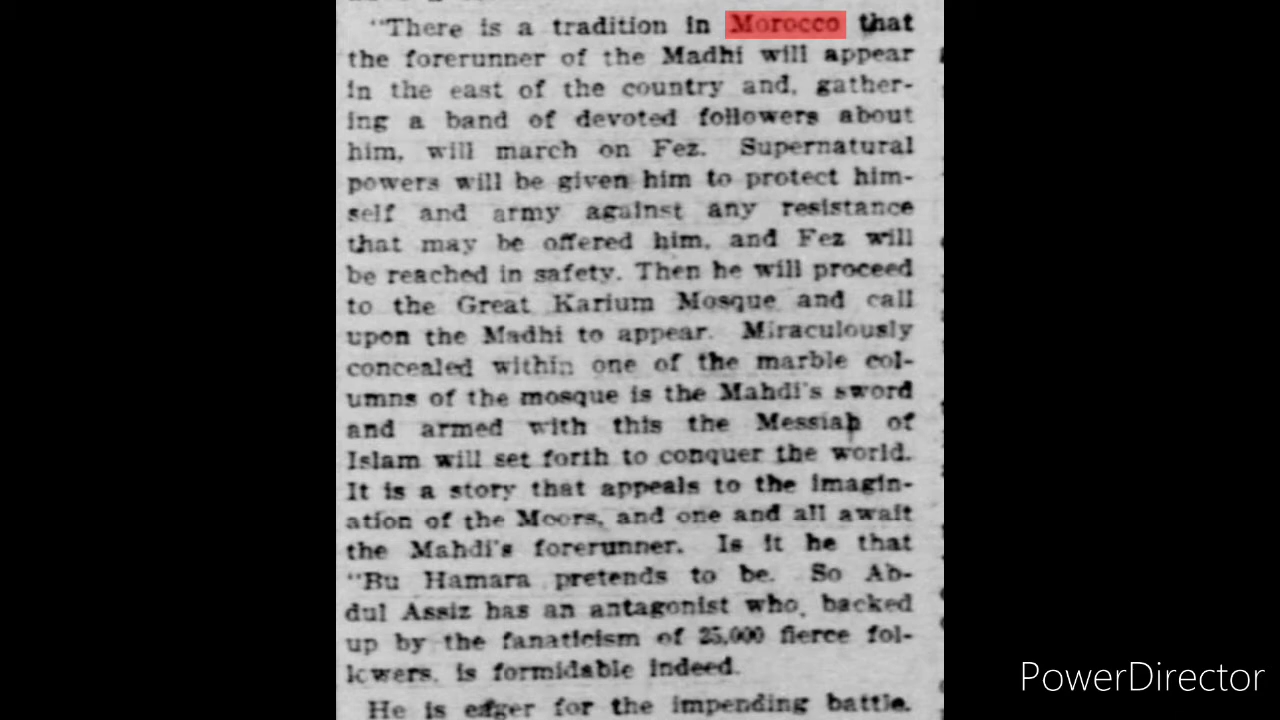 "There is a tradition in Morocco that
the forerunner of the Madhi will appear
in the east of the country and, gather-
ing a band of devoted followers about
him, will march on Fez. Supernatural
powers will be given him to protect him-
self and army against any resistance
that may be offered him, and Fez will
be reached in safety. Then he will proceed
to the Great Karium Mosque and call
upon the Madhi to appear. Miraculously
concealed within one of the marble col-
umns of the mosque is the Mahdi's sword
and armed with this the Messiah of
Islam will set forth to conquer the world.
It is a story that appeals to the imagin-
ation of the Moors, and one and all await
the Mahdi's forerunner. Is it he that
"Bu Hamara pretends to be. So Ab-
dul Assiz has an antagonist who, backed
up by the fanaticism of 25,000 fierce fol-
lowers, is formidable indeed.
He is eager for the impending battle.
PowerDirector